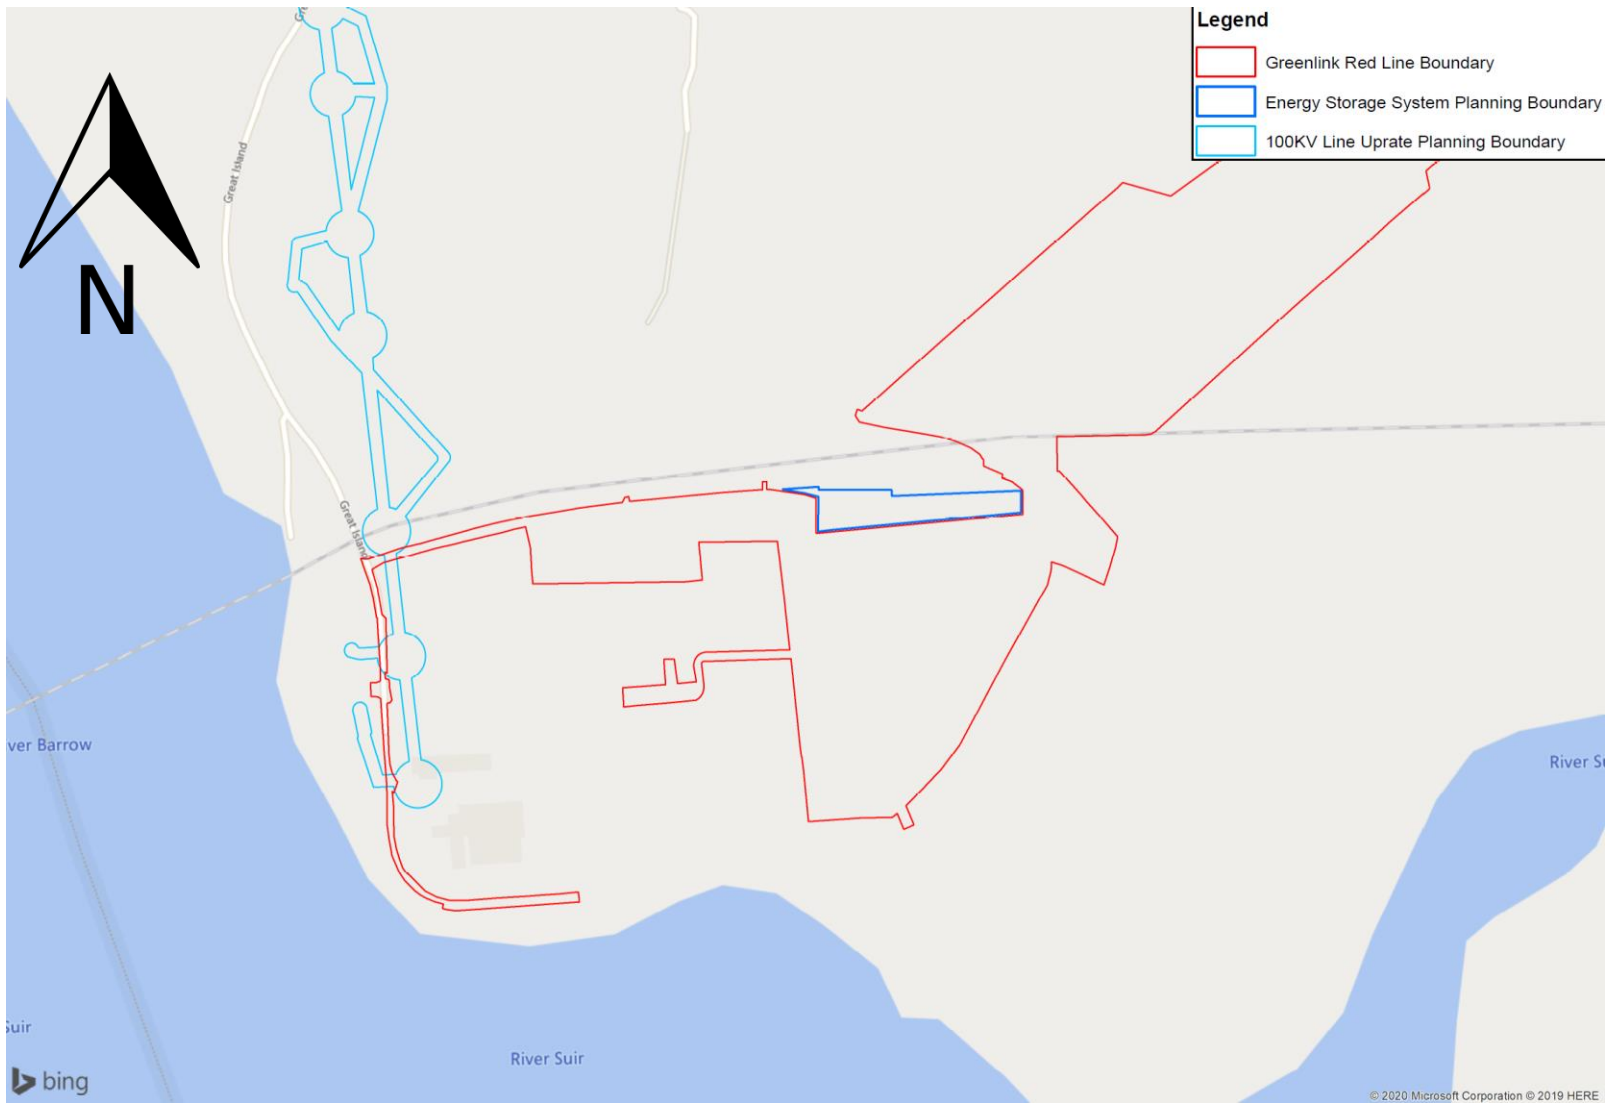 Legend
Greenlink Red Line Boundary
Energy Storage System Planning Boundary
100KV Line Uprate Planning Boundary
Gre
Great Island
N
Great Island
ver Barrow
River Su
Suir
River Suir
bing
© 2020 Microsoft Corporation © 2019 HERE